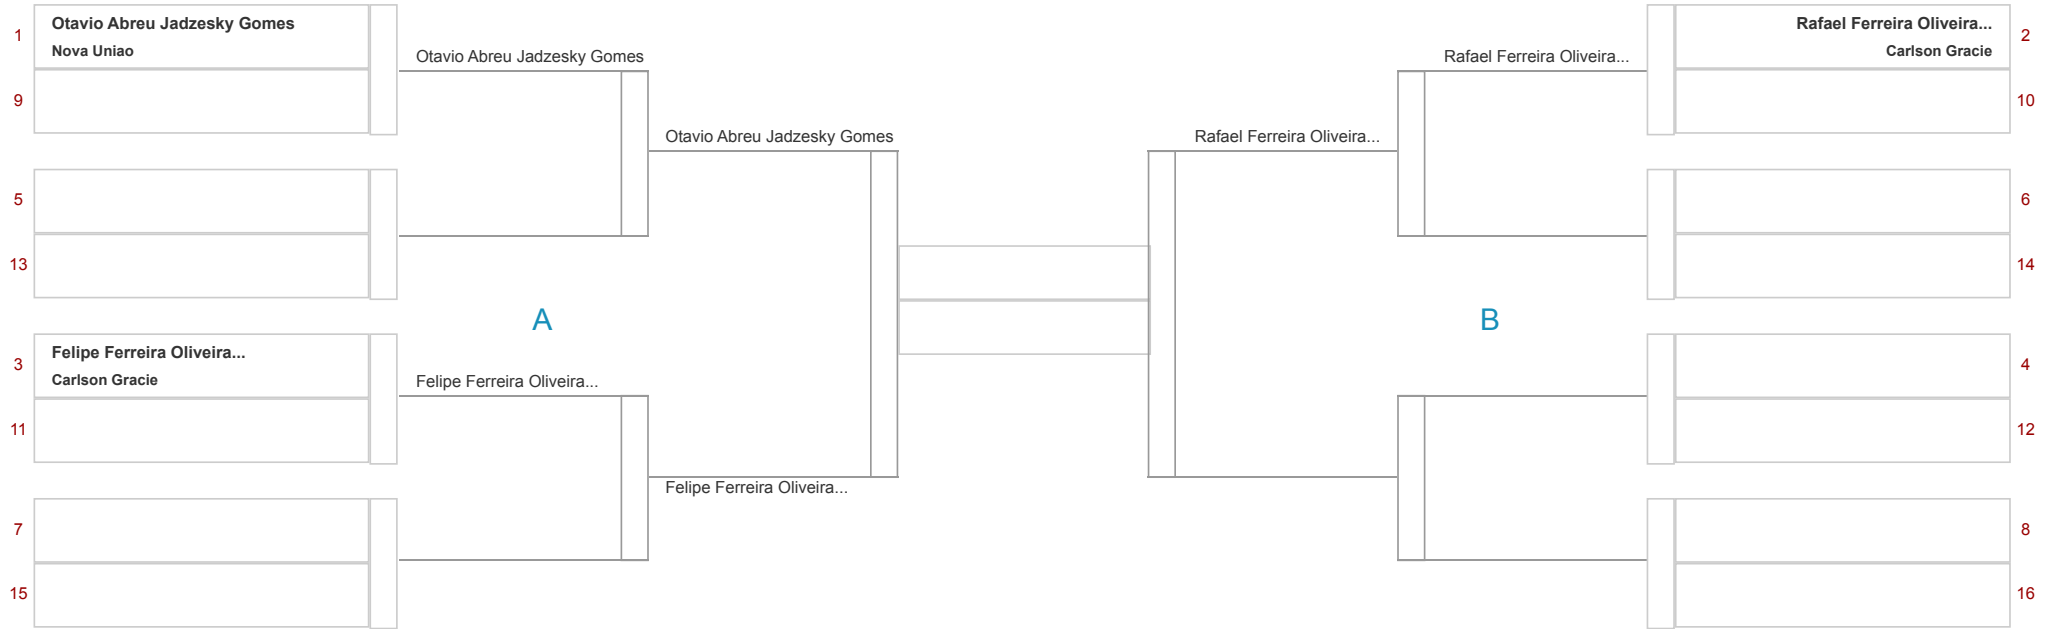 1
Otavio Abreu Jadzesky Gomes
Nova Uniao
9
Otavio Abreu Jadzesky Gomes
5
13
Otavio Abreu Jadzesky Gomes
A
3
Felipe Ferreira Oliveira...
Carlson Gracie
11
Felipe Ferreira Oliveira...
7
15
Felipe Ferreira Oliveira...
Rafael Ferreira Oliveira...
Rafael Ferreira Oliveira...
Rafael Ferreira Oliveira...
Carlson Gracie
2
10
6
14
B
4
12
8
16